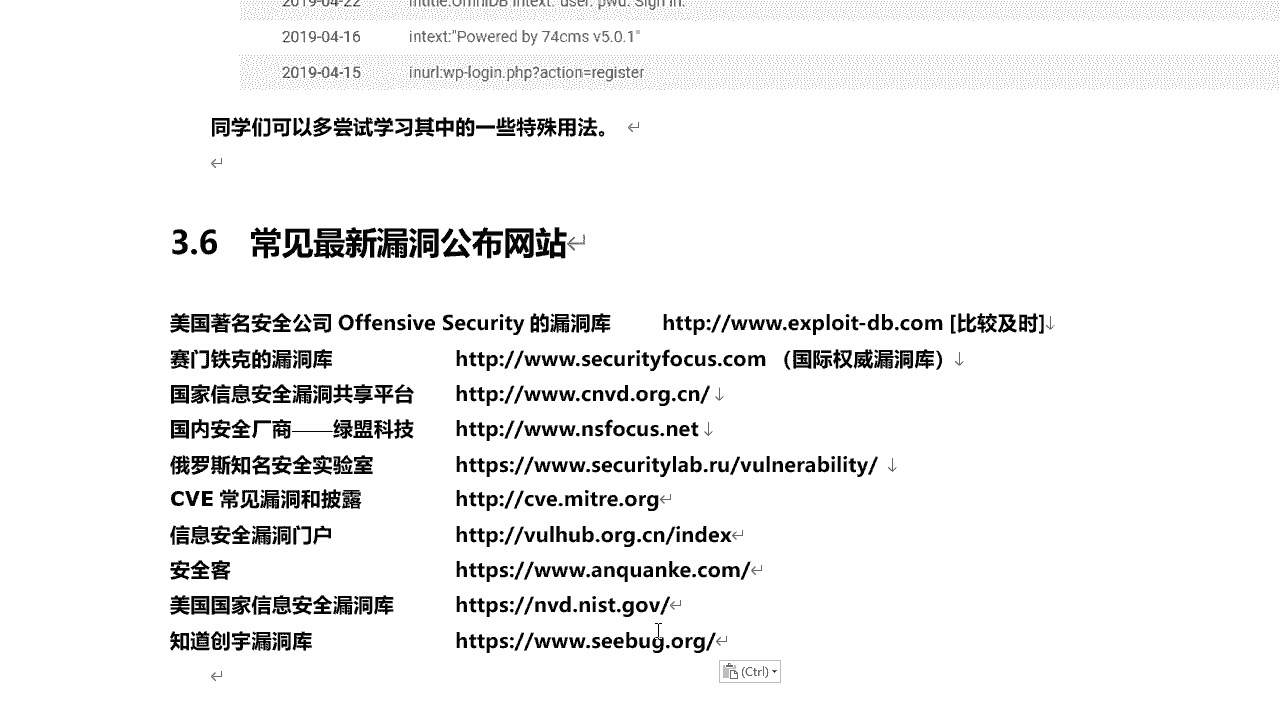 2019-04-22 intitle:OmniDB intext:"user. pwd. Sign in."
2019-04-16 intext:"Powered by 74cms v5.0.1"
2019-04-15 inurl:wp-login.php?action=register
同学们可以多尝试学习其中的一些特殊用法。
3.6 常见最新漏洞公布网站
美国著名安全公司 Offensive Security 的漏洞库 http://www.exploit-db.com [比较及时]
赛门铁克的漏洞库 http://www.securityfocus.com （国际权威漏洞库）
国家信息安全漏洞共享平台 http://www.cnvd.org.cn/
国内安全厂商——绿盟科技 http://www.nsfocus.net
俄罗斯知名安全实验室 https://www.securitylab.ru/vulnerability/
CVE 常见漏洞和披露 http://cve.mitre.org
信息安全漏洞门户 http://vulhub.org.cn/index
安全客 https://www.anquanke.com/
美国国家信息安全漏洞库 https://nvd.nist.gov/
知道创宇漏洞库 https://www.seebug.org/
(Ctrl)